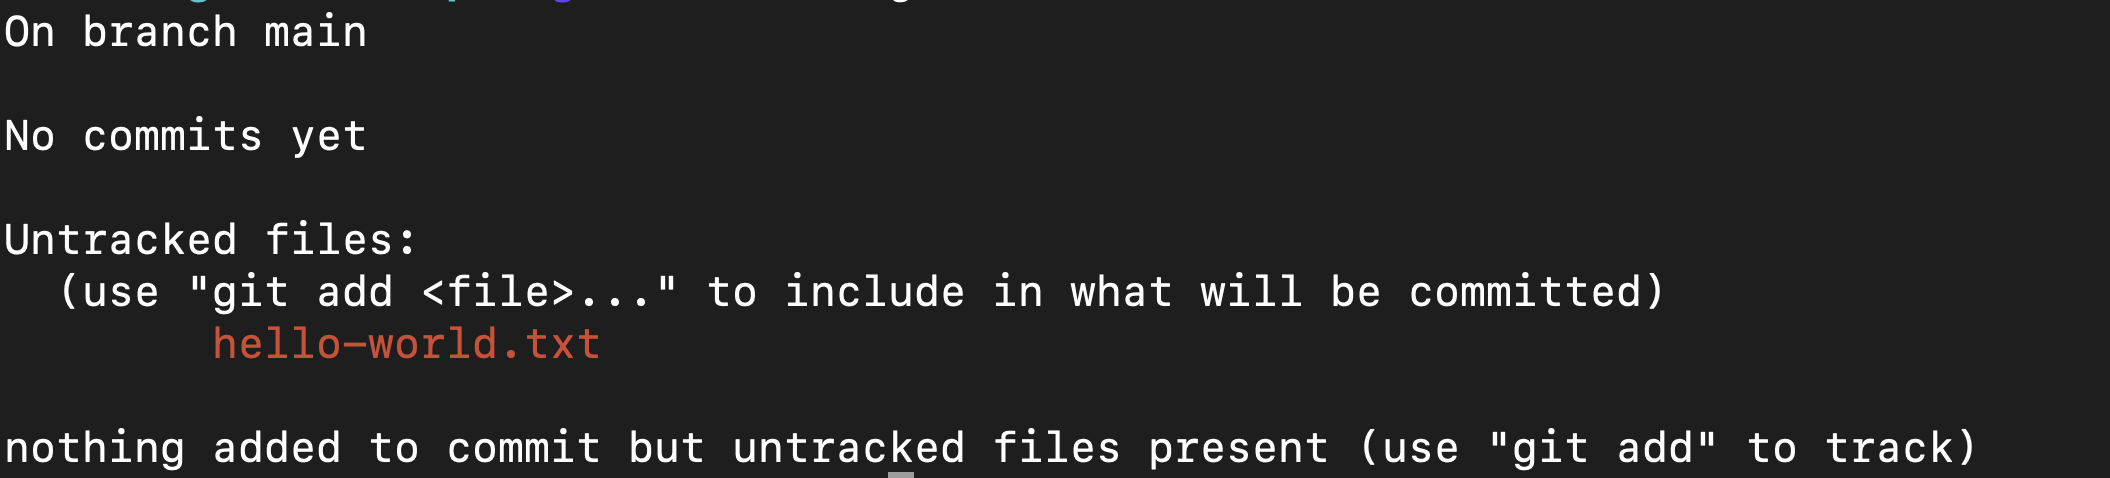 On branch main
No commits yet
Untracked files:
(use "git add <file>..." to include in what will be committed)
hello-world.txt
nothing added to commit but untracked files present (use "git add" to track)